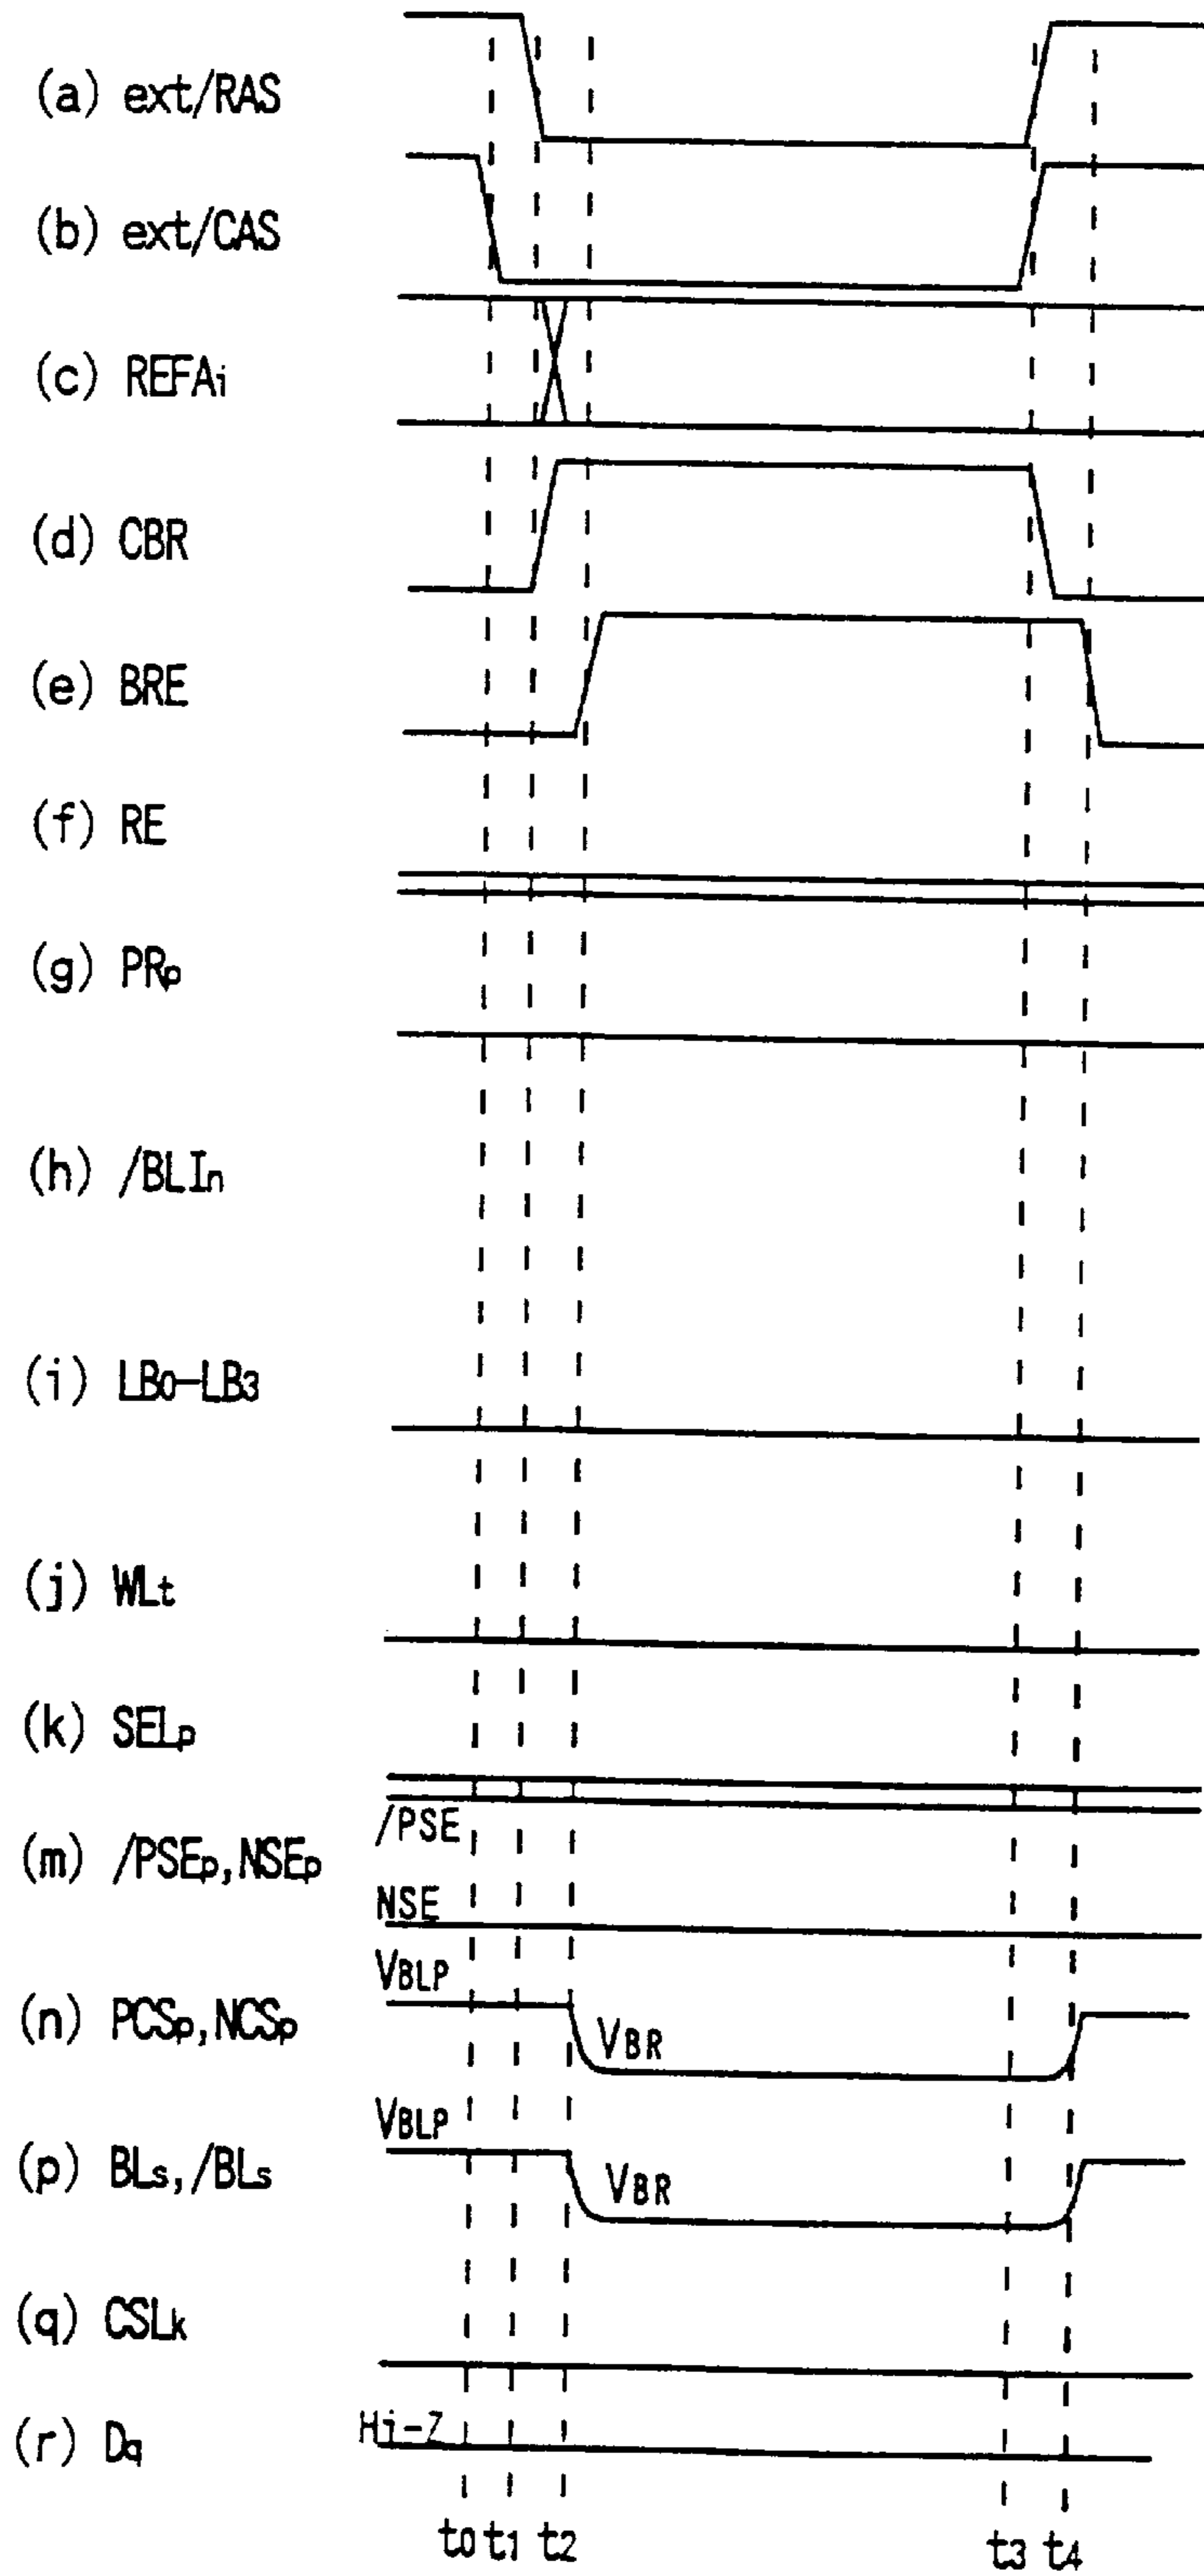 (a) ext/RAS
(b) ext/CAS
(c) REFAi
(d) CBR
(e) BRE
(f) RE
(g) PRp
(h) /BLIn
(i) LB0-LB3
(j) WLt
(k) SELp
/PSE
(m) /PSEp,NSEp
NSE
VBLP
(n) PCSp,NCSp
VBR
VBLP
(p) BLs,/BLs
VBR
(q) CSLk
(r) Dq
Hi-Z
t0 t1 t2 t3 t4